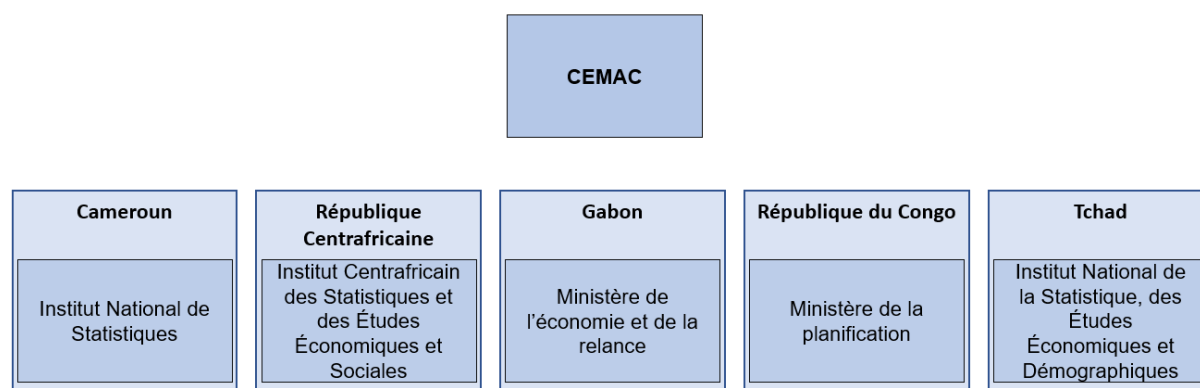 CEMAC
Cameroun
Institut National de
Statistiques
République
Centrafricaine
Institut Centrafricain
des Statistiques et
des Études
Économiques et
Sociales
Gabon
Ministère de
l’économie et de la
relance
République du Congo
Ministère de la
planification
Tchad
Institut National de
la Statistique, des
Études
Économiques et
Démographiques